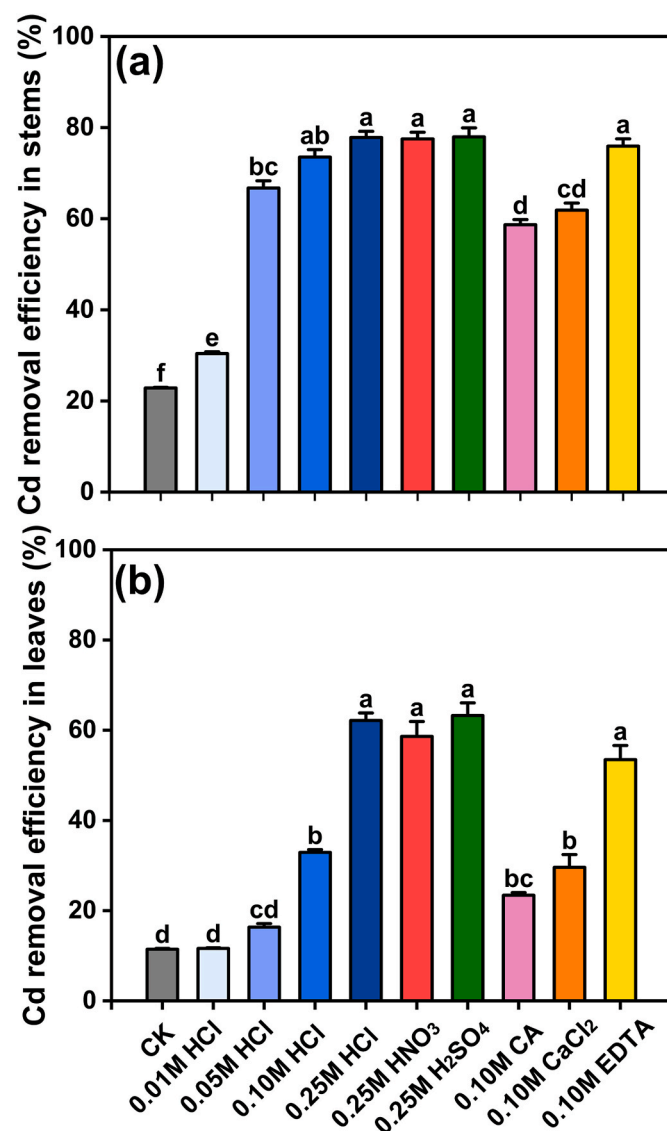 Cd removal efficiency in stems (%)
(a)
100
80
60
40
20
0
f
e
bc
ab
a
a
a
d
cd
a
Cd removal efficiency in leaves (%)
(b)
100
80
60
40
20
0
d
d
cd
b
a
a
a
bc
b
a
CK
0.01M HCl
0.05M HCl
0.10M HCl
0.25M HCl
0.25M HNO₃
0.25M H₂SO₄
0.10M CA
0.10M CaCl₂
0.10M EDTA